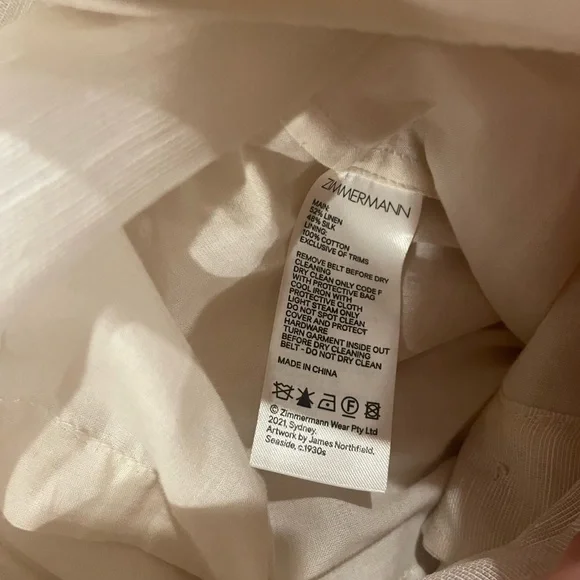 ZIMMERMANN
MAIN:
52% LINEN
48% SILK
LINING:
100% COTTON
EXCLUSIVE OF TRIMS
REMOVE BELT BEFORE DRY
CLEANING
DRY CLEAN ONLY CODE F
WITH PROTECTIVE BAG
COOL IRON WITH
PROTECTIVE CLOTH
LIGHT STEAM ONLY
DO NOT SPOT CLEAN
COVER AND PROTECT
HARDWARE
TURN GARMENT INSIDE OUT
BEFORE DRY CLEANING
BELT - DO NOT DRY CLEAN
MADE IN CHINA
F
© Zimmermann Wear Pty Ltd
2021, Sydney.
Artwork by James Northfield.
Seaside, c.1930s